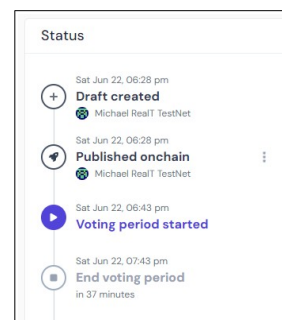 Status
Sat Jun 22, 06:28 pm
Draft created
Michael RealT TestNet
Sat Jun 22, 06:28 pm
Published onchain
Michael RealT TestNet
Sat Jun 22, 06:43 pm
Voting period started
Sat Jun 22, 07:43 pm
End voting period
in 37 minutes